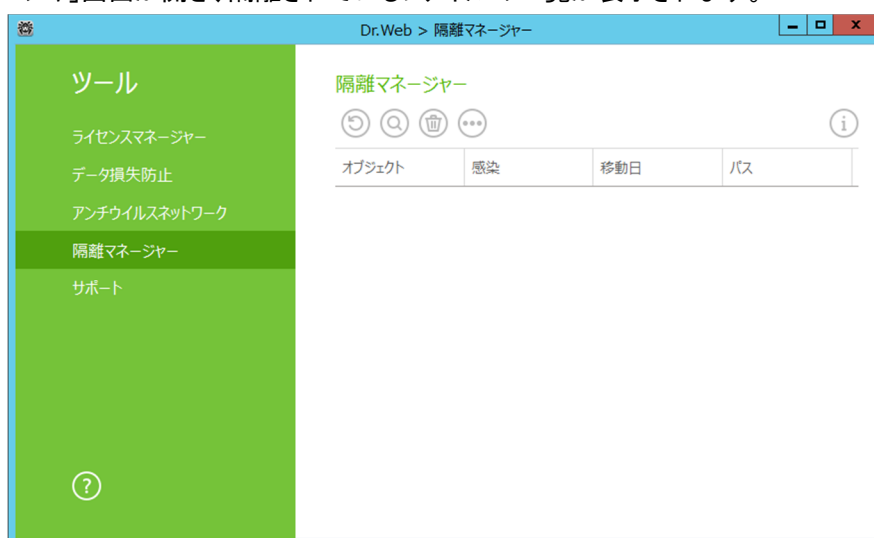 Dr.Web > 隔離マネージャー
ツール
ライセンスマネージャー
データ損失防止
アンチウイルスネットワーク
隔離マネージャー
サポート
?
隔離マネージャー
i
オブジェクト 感染 移動日 パス